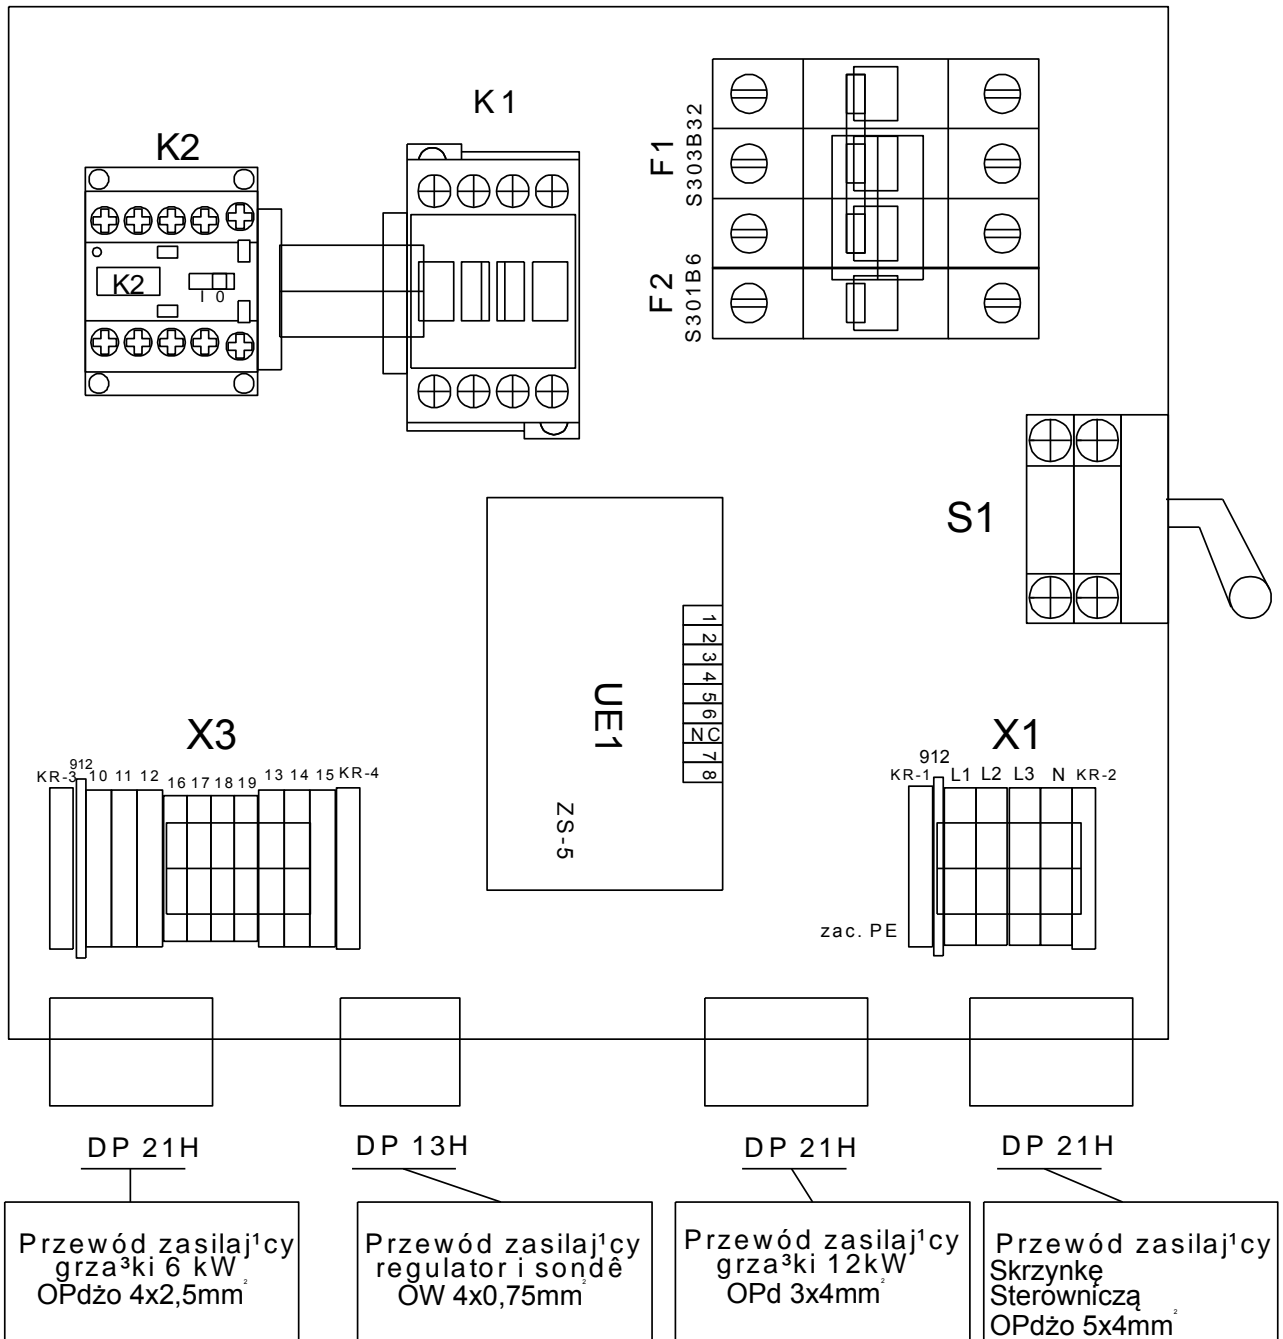 K1
K2
K2
I 0
F1
S303B32
F2
S301B6
S1
UE1
1
2
3
4
5
6
NC
7
8
ZS-5
X3
912
KR-3 10 11 12 16 17 18 19 13 14 15 KR-4
X1
912
KR-1 L1 L2 L3 N KR-2
zac. PE
DP 21H
DP 13H
DP 21H
DP 21H
Przewód zasilaj¹cy
grza³ki 6 kW
OPdżo 4x2,5mm²
Przewód zasilaj¹cy
regulator i sondê
OW 4x0,75mm²
Przewód zasilaj¹cy
grza³ki 12kW
OPd 3x4mm²
Przewód zasilaj¹cy
Skrzynkę
Sterowniczą
OPdżo 5x4mm²